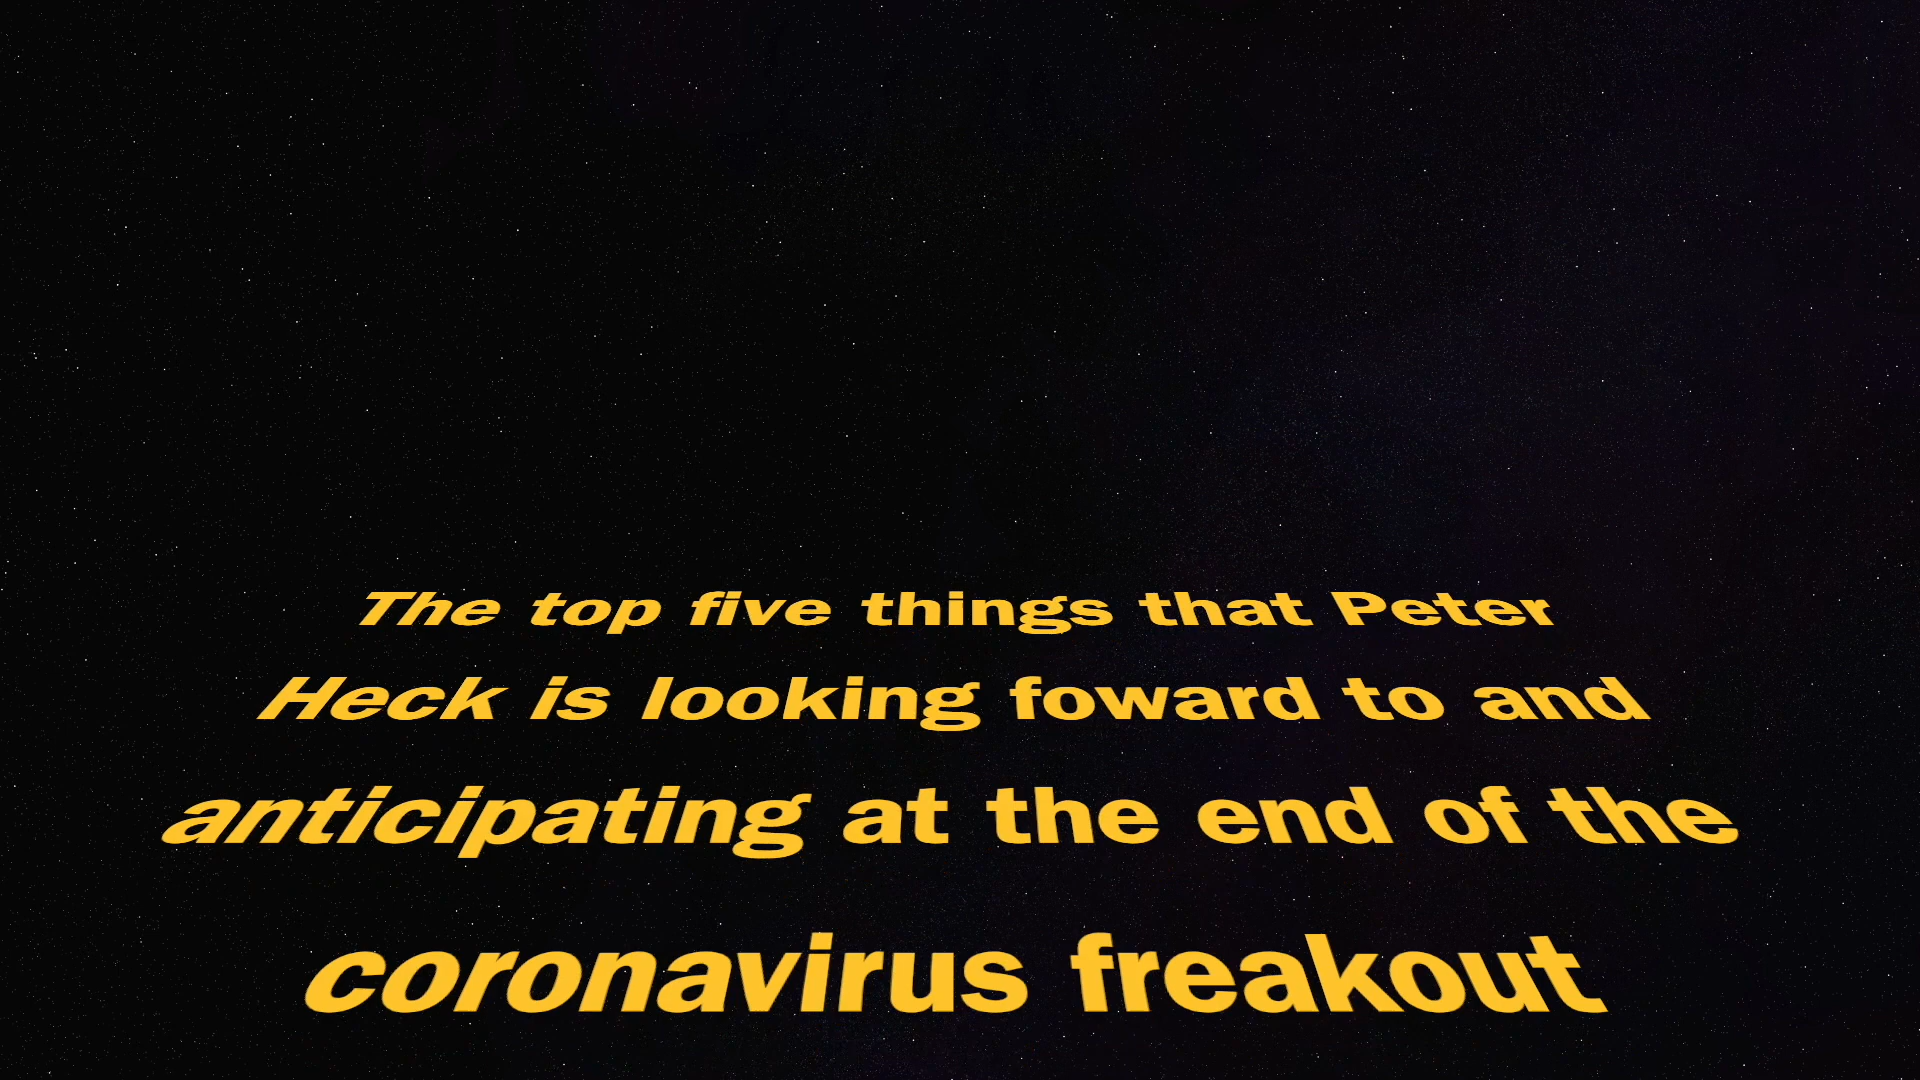 The top five things that Peter
Heck is looking foward to and
anticipating at the end of the
coronavirus freakout